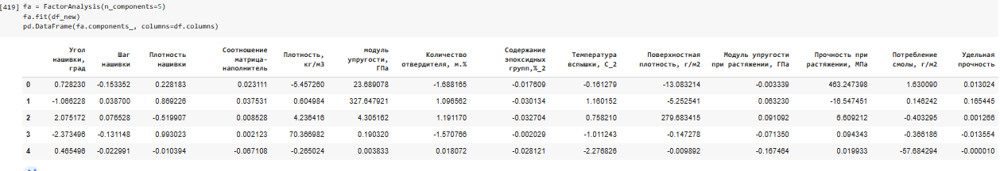 [419] fa = FactorAnalysis(n_components=5)
fa.fit(df_new)
pd.DataFrame(fa.components_, columns=df.columns)
Угол нашивки, град Шаг нашивки Плотность нашивки Соотношение матрица-наполнитель Плотность, кг/м3 модуль упругости, ГПа Количество отвердителя, м.% Содержание эпоксидных групп,%_2 Температура вспышки, С_2 Поверхностная плотность, г/м2 Модуль упругости при растяжении, ГПа Прочность при растяжении, МПа Потребление смолы, г/м2 Удельная прочность
0 0.728230 -0.153352 0.228183 0.023111 -5.457260 23.689078 -1.688165 -0.017609 -0.161279 -13.083214 -0.003339 463.247398 1.630090 0.013024
1 -1.066228 0.038700 0.869226 0.037531 0.604984 327.647921 1.096562 -0.030134 1.160152 -5.252541 0.063230 -16.547451 0.146242 0.165445
2 2.075172 0.076528 -0.519907 0.008528 4.236416 4.305162 1.191170 -0.032704 0.758210 279.683415 0.091092 6.609212 -0.403295 0.001266
3 -2.373496 -0.131148 0.993023 0.002123 70.366982 0.190320 -1.570766 -0.002029 -1.011243 -0.147278 -0.071350 0.094343 -0.366186 -0.013554
4 0.465496 -0.022991 -0.010394 -0.067108 -0.265024 0.003833 0.018072 -0.028121 -2.276826 -0.009892 -0.167464 0.019933 -57.684294 -0.000010